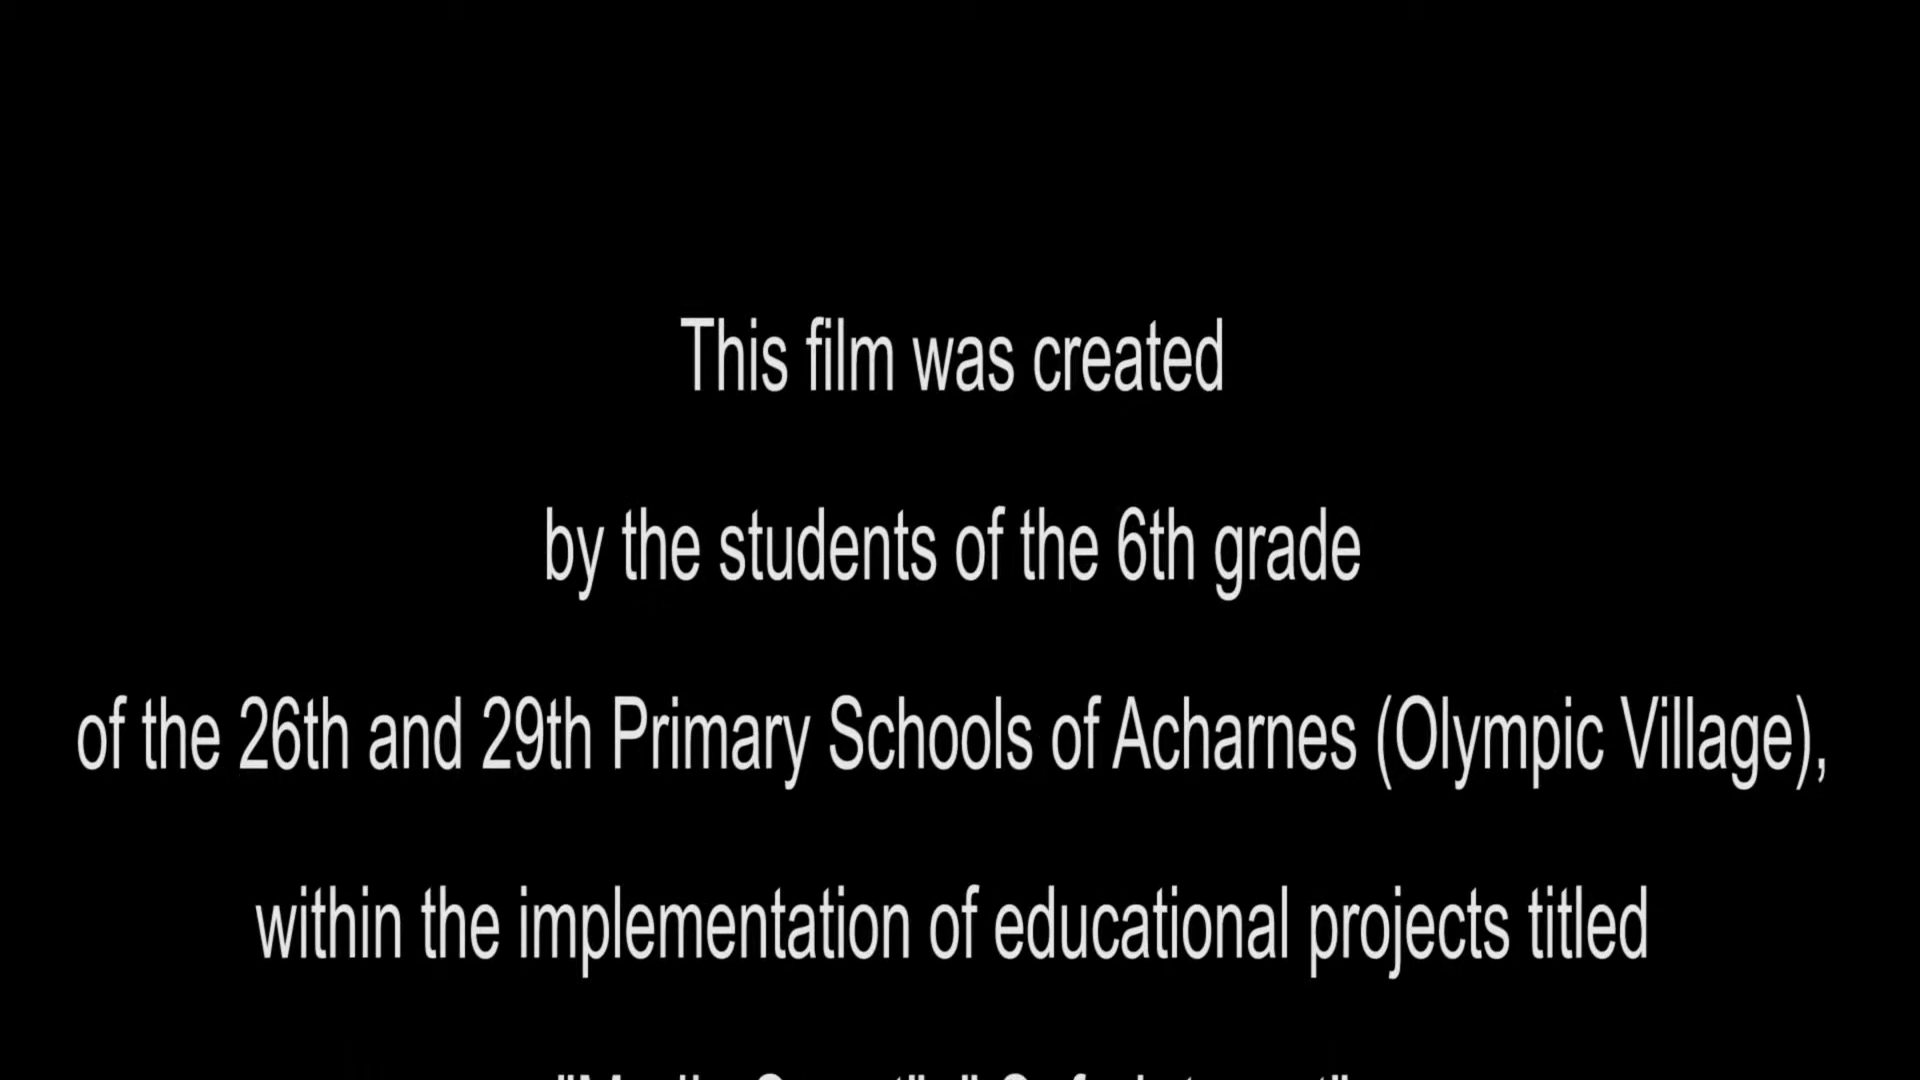 This film was created
by the students of the 6th grade
of the 26th and 29th Primary Schools of Acharnes (Olympic Village),
within the implementation of educational projects titled